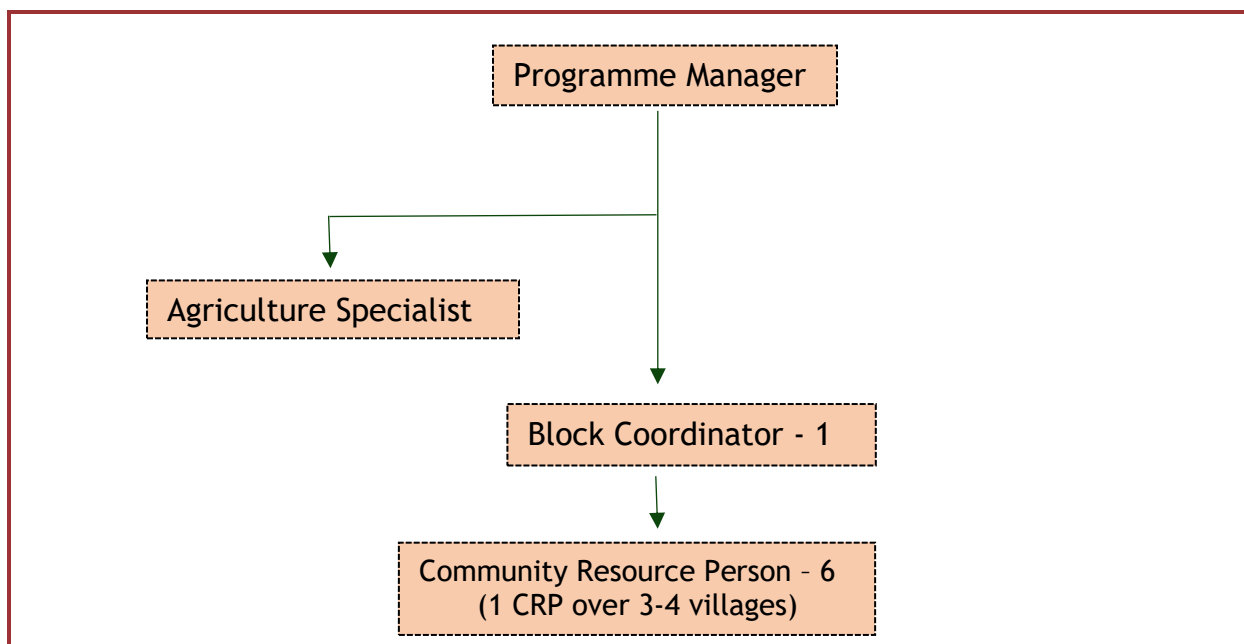 Programme Manager
Agriculture Specialist
Block Coordinator - 1
Community Resource Person – 6
(1 CRP over 3-4 villages)